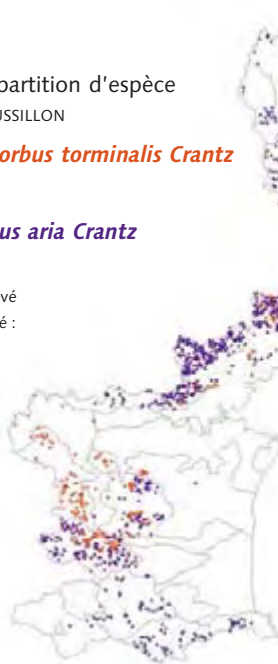 partition d'espèce
USSILLON
orbus torminalis Crantz
us aria Crantz
vé
é :